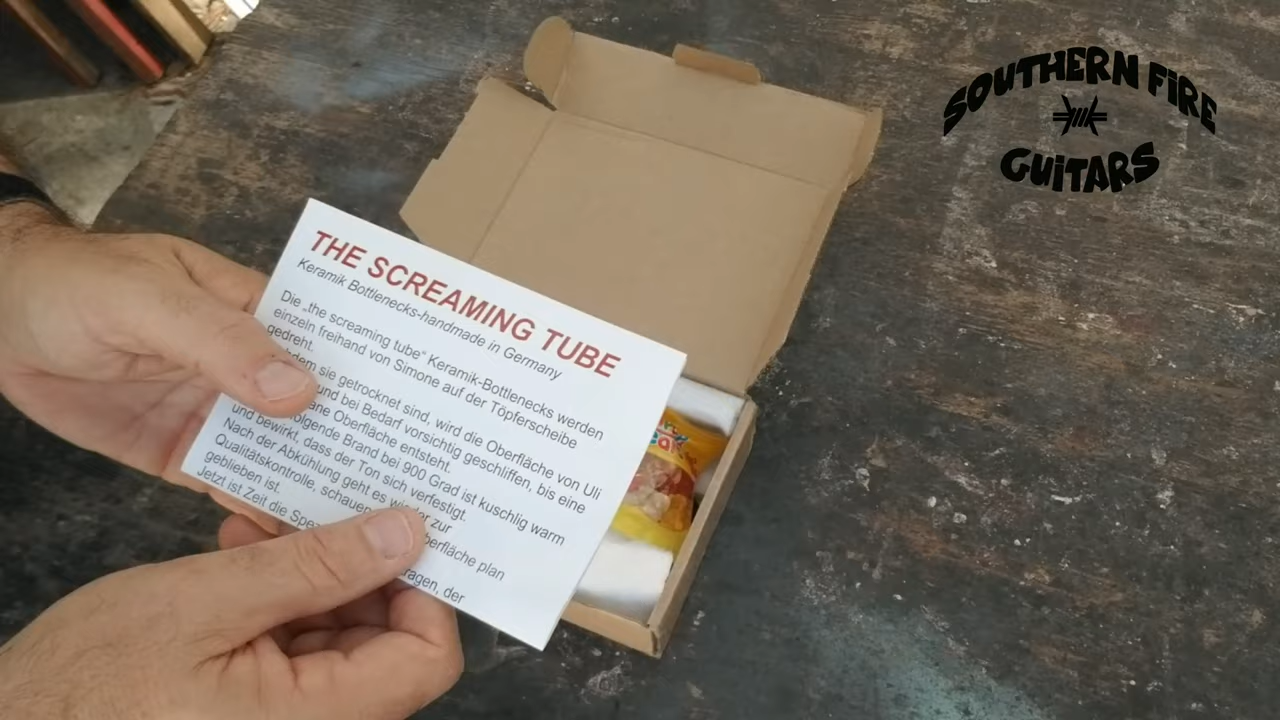 SOUTHERN FIRE
GUITARS
THE SCREAMING TUBE
Keramik Bottlenecks-handmade in Germany
Die „the screaming tube“ Keramik-Bottlenecks werden
einzeln freihand von Simone auf der Töpferscheibe
gedreht.
sie getrocknet sind, wird die Oberfläche von Uli
und bei Bedarf vorsichtig geschliffen, bis eine
Oberfläche entsteht.
Brand bei 900 Grad ist kuschlig warm
und bewirkt, dass der Ton sich verfestigt.
Nach der Abkühlung geht es wieder zur
Qualitätskontrolle, schauen
plan
geblieben ist.
Jetzt ist Zeit die
der